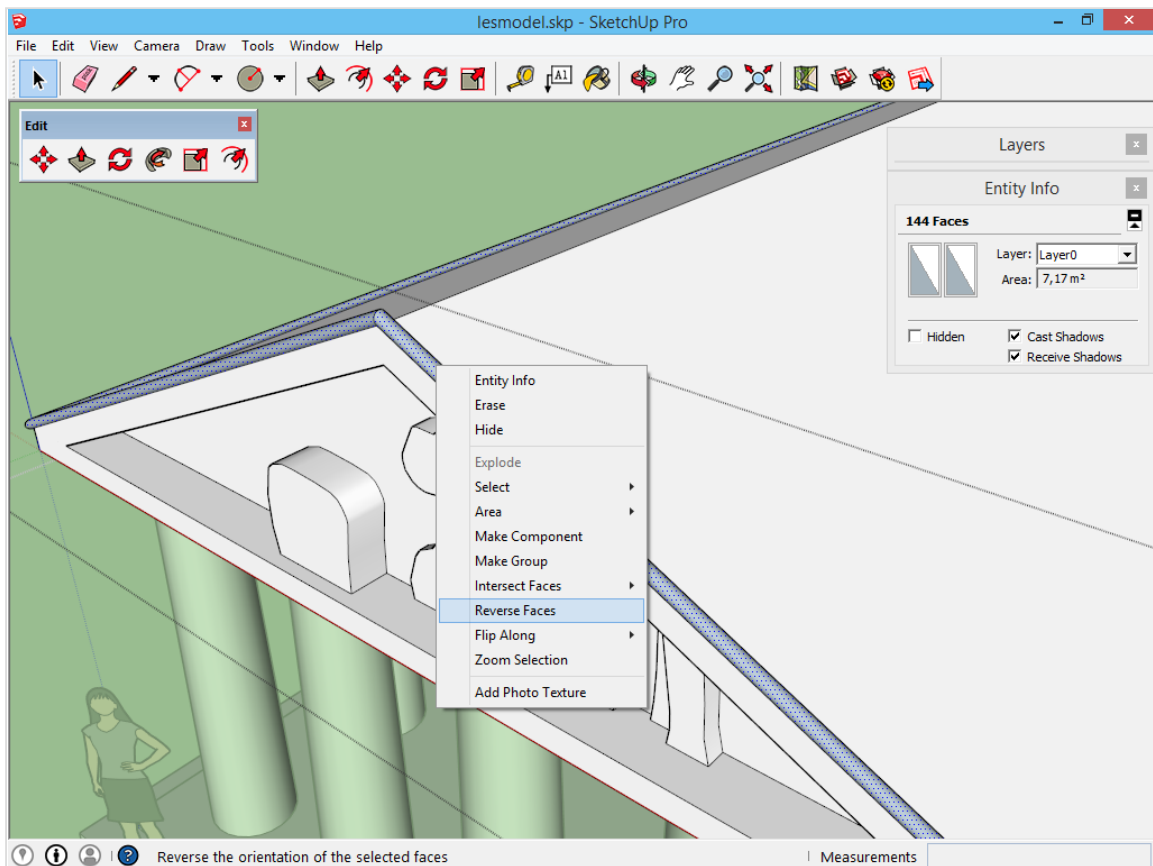 lesmodel.skp - SketchUp Pro
File Edit View Camera Draw Tools Window Help
A1
Edit
Layers
Entity Info
144 Faces
Layer: Layer0
Area: 7,17 m²
Hidden
Cast Shadows
Receive Shadows
Entity Info
Erase
Hide
Explode
Select
Area
Make Component
Make Group
Intersect Faces
Reverse Faces
Flip Along
Zoom Selection
Add Photo Texture
Reverse the orientation of the selected faces
Measurements